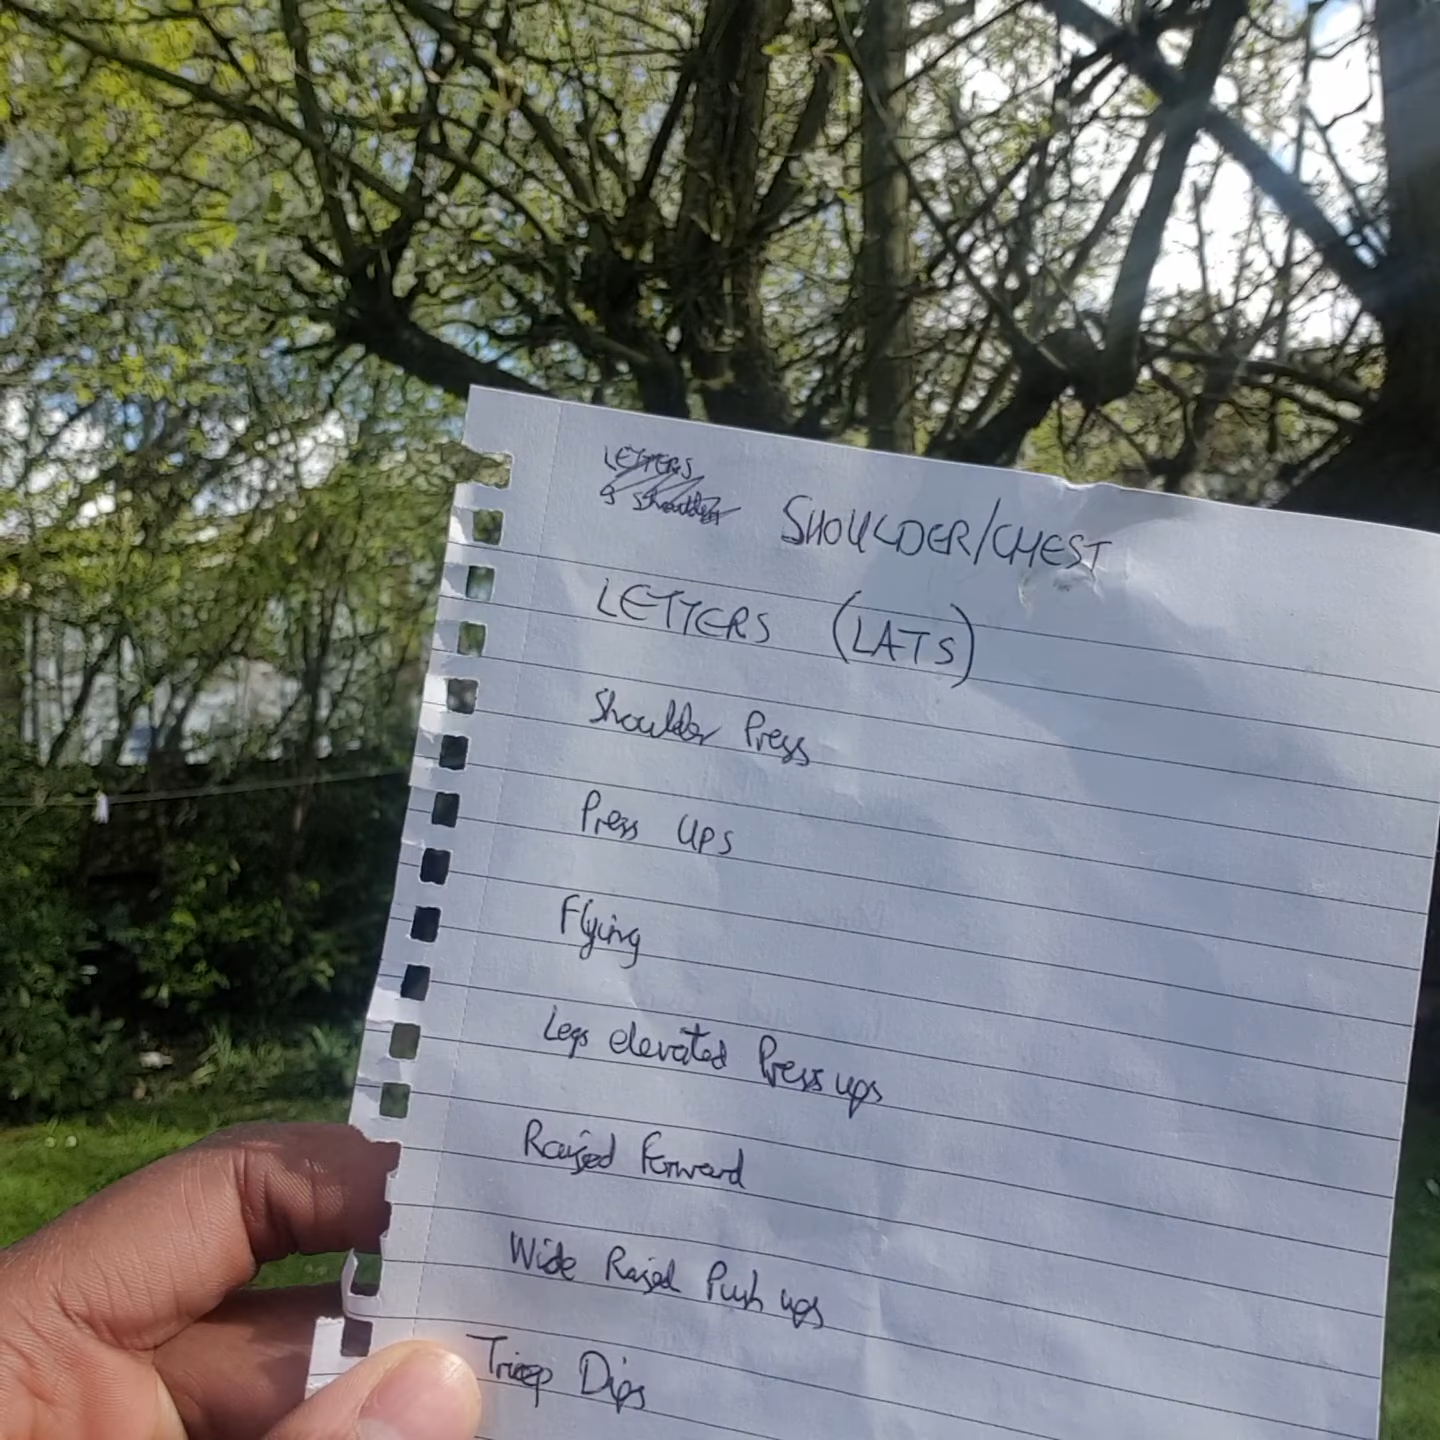 LETTERS
& Shoulder
SHOULDER/CHEST
LETTERS (LATS)
Shoulder Press
Press Ups
Flying
Legs elevated Press ups
Raised forward
Wide Raised Push ups
Tricep Dips